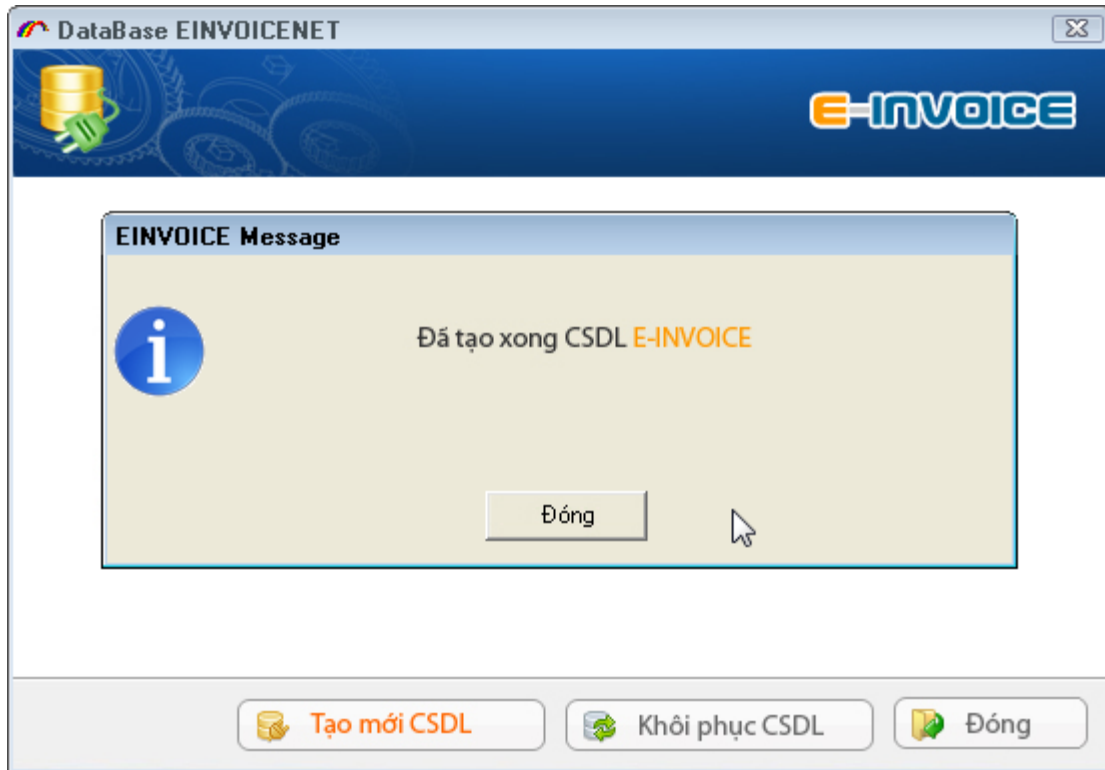 DataBase EINVOICENET
E-INVOICE
EINVOICE Message
Đã tạo xong CSDL E-INVOICE
Đóng
Tạo mới CSDL
Khôi phục CSDL
Đóng